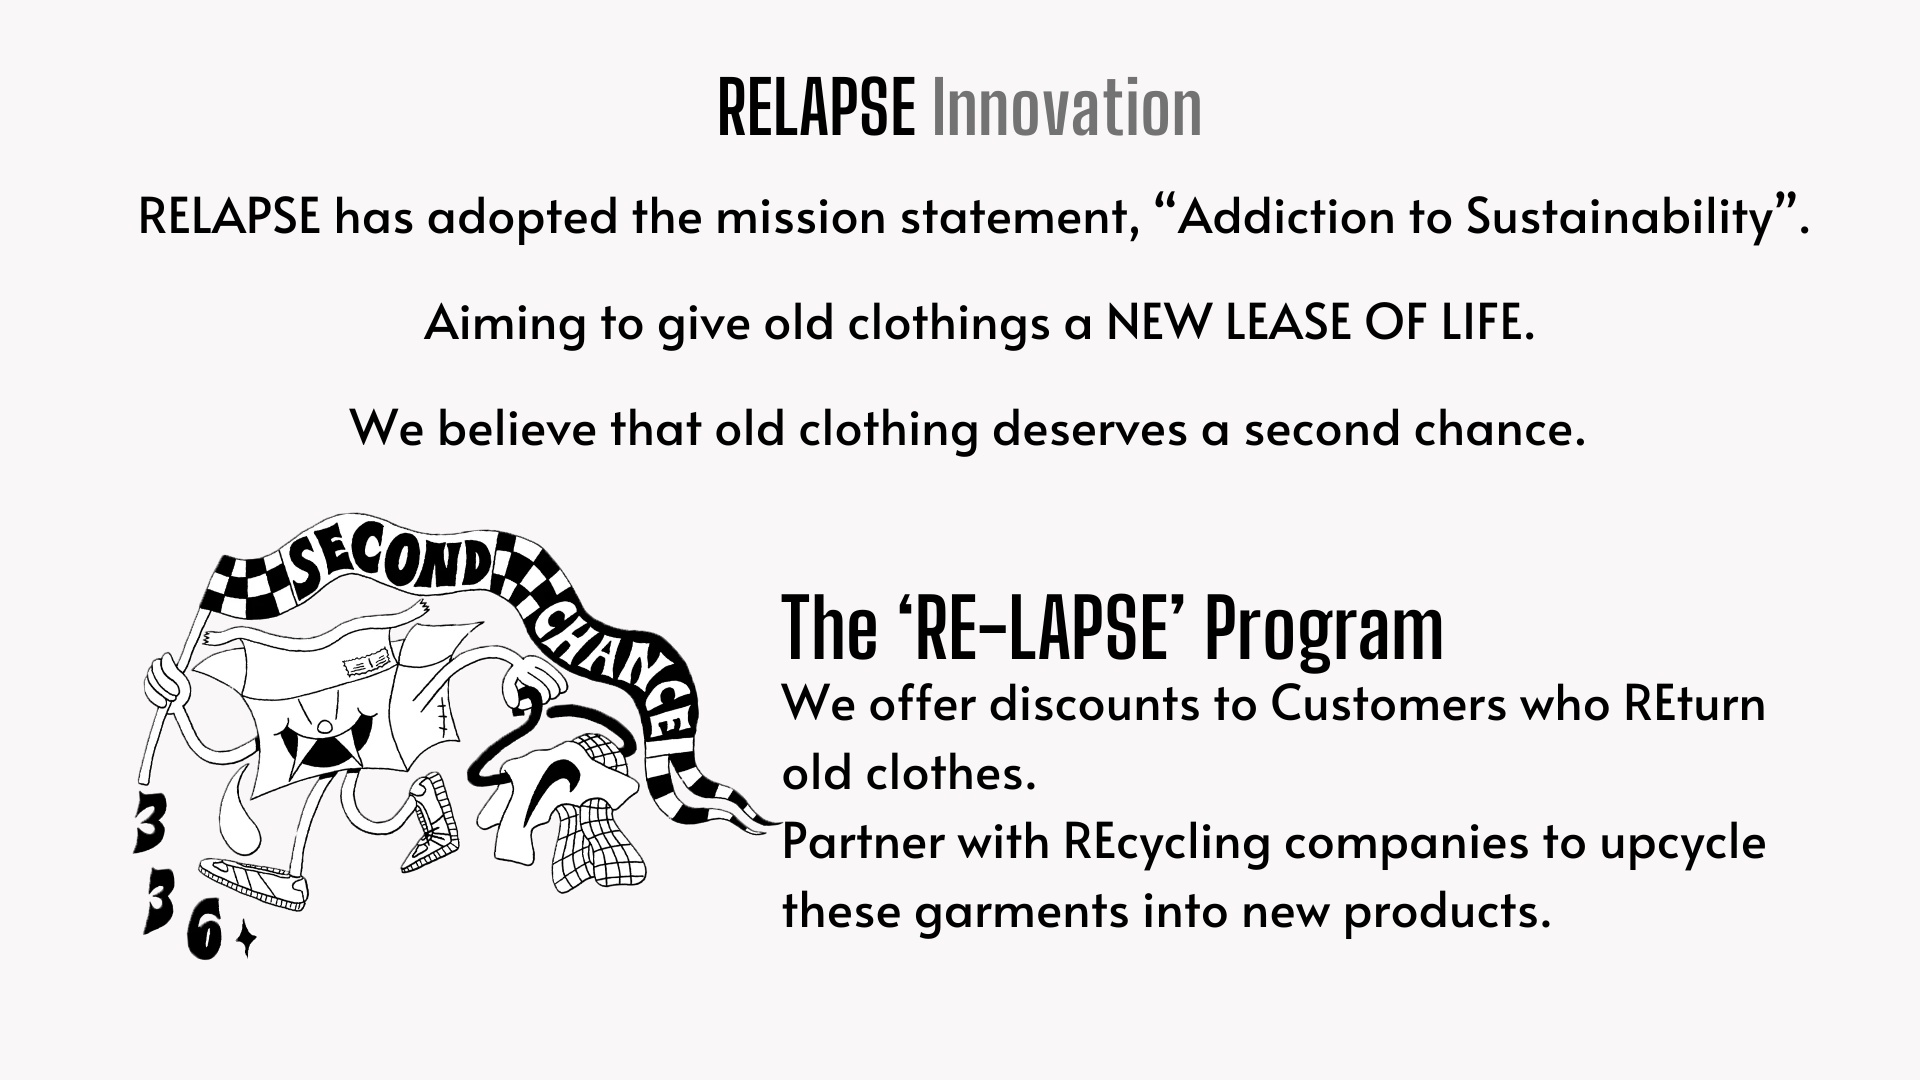 RELAPSE Innovation
RELAPSE has adopted the mission statement, “Addiction to Sustainability”.
Aiming to give old clothings a NEW LEASE OF LIFE.
We believe that old clothing deserves a second chance.
SECOND
CHANCE
3
3
6
The ‘RE-LAPSE’ Program
We offer discounts to Customers who REturn
old clothes.
Partner with REcycling companies to upcycle
these garments into new products.